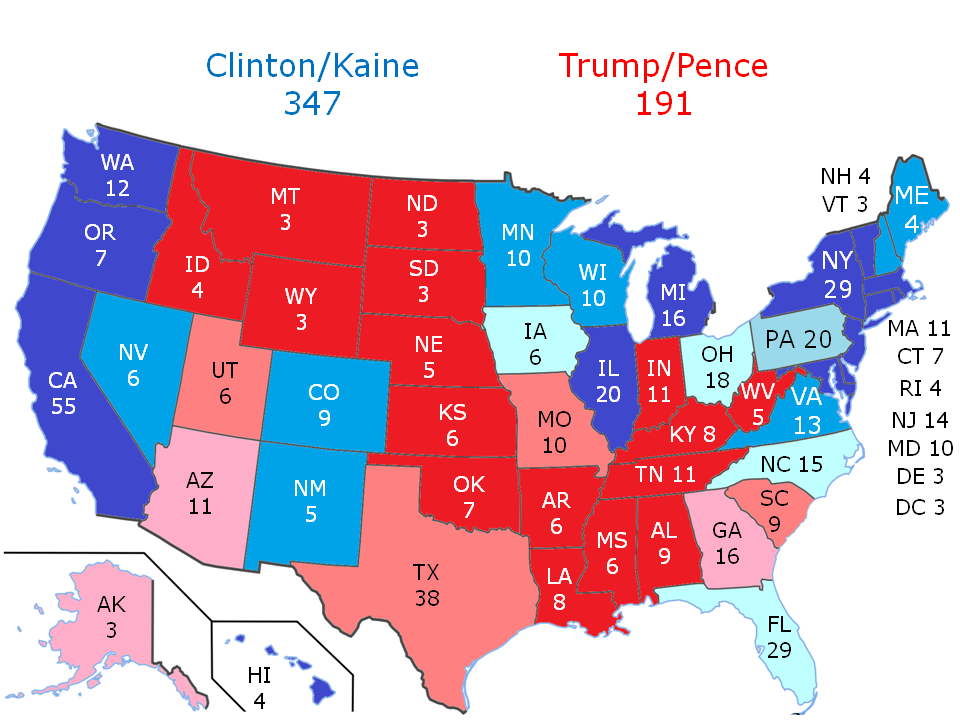 Clinton/Kaine
347
Trump/Pence
191
WA
12
OR
7
CA
55
NV
6
ID
4
MT
3
WY
3
UT
6
AZ
11
CO
9
NM
5
ND
3
SD
3
NE
5
KS
6
OK
7
TX
38
MN
10
IA
6
MO
10
AR
6
LA
8
WI
10
IL
20
MI
16
IN
11
OH
18
KY 8
TN 11
MS
6
AL
9
GA
16
FL
29
SC
9
NC 15
WV
5
VA
13
PA 20
NY
29
NH 4
VT 3
ME
4
MA 11
CT 7
RI 4
NJ 14
MD 10
DE 3
DC 3
AK
3
HI
4